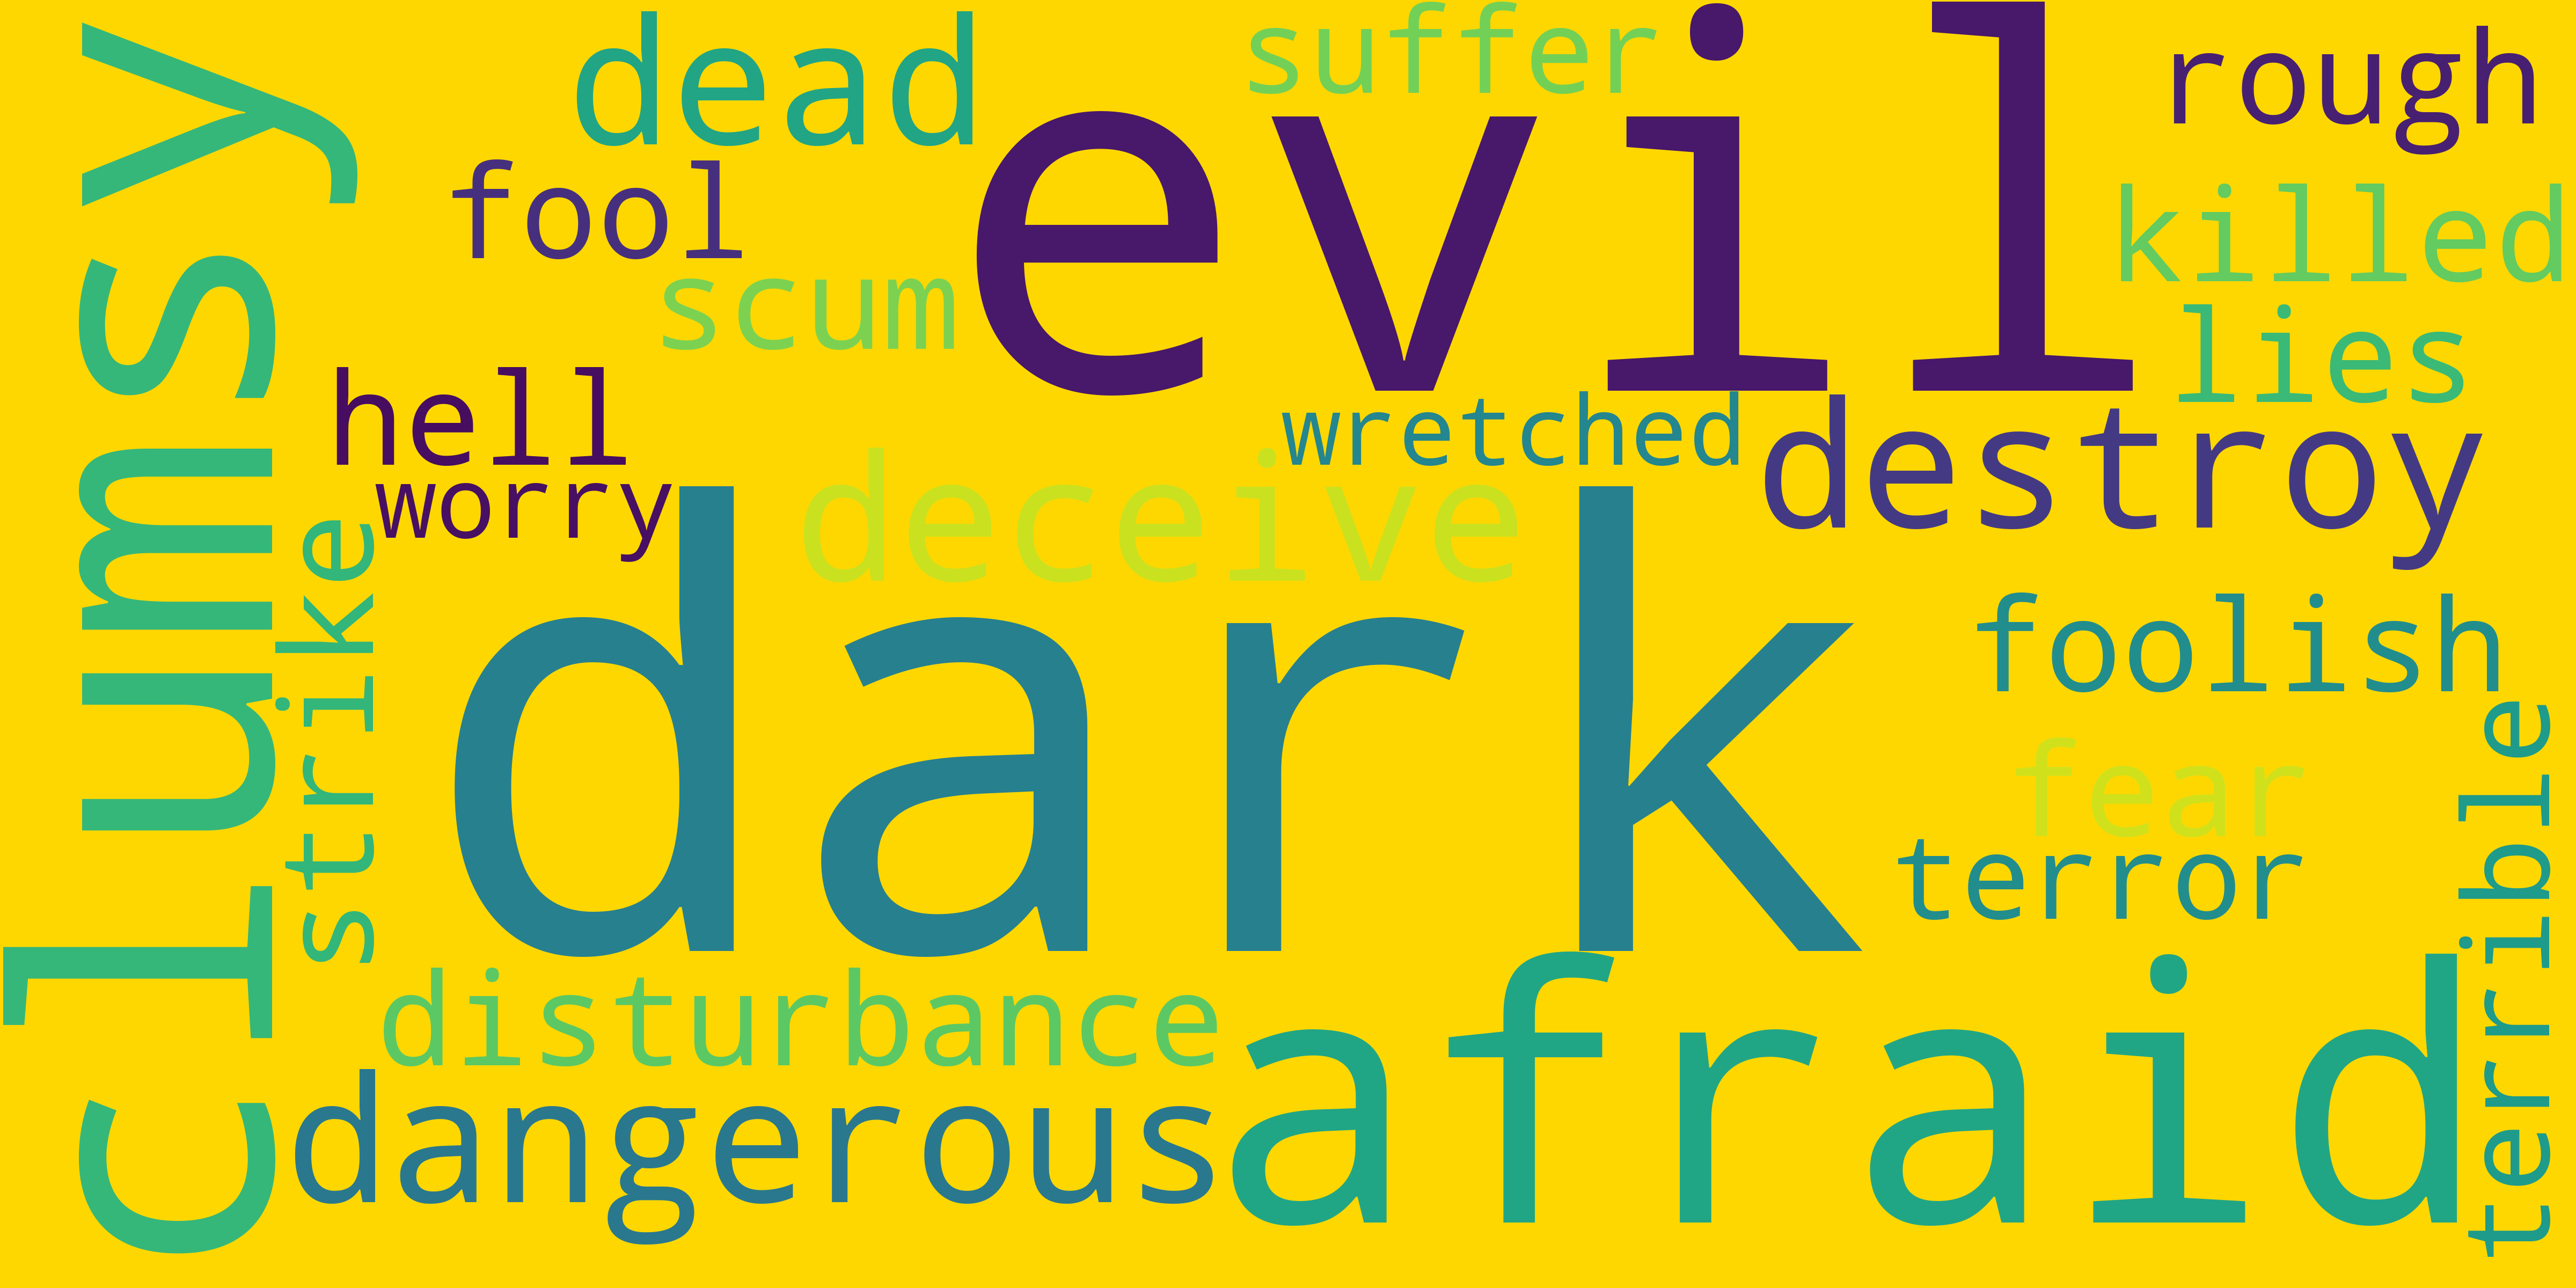 clumsy
dead
suffer
evil
rough
fool
killed
scum
lies
hell
wretched
destroy
worry
deceive
strike
dark
foolish
fear
terror
terrible
disturbance
afraid
dangerous